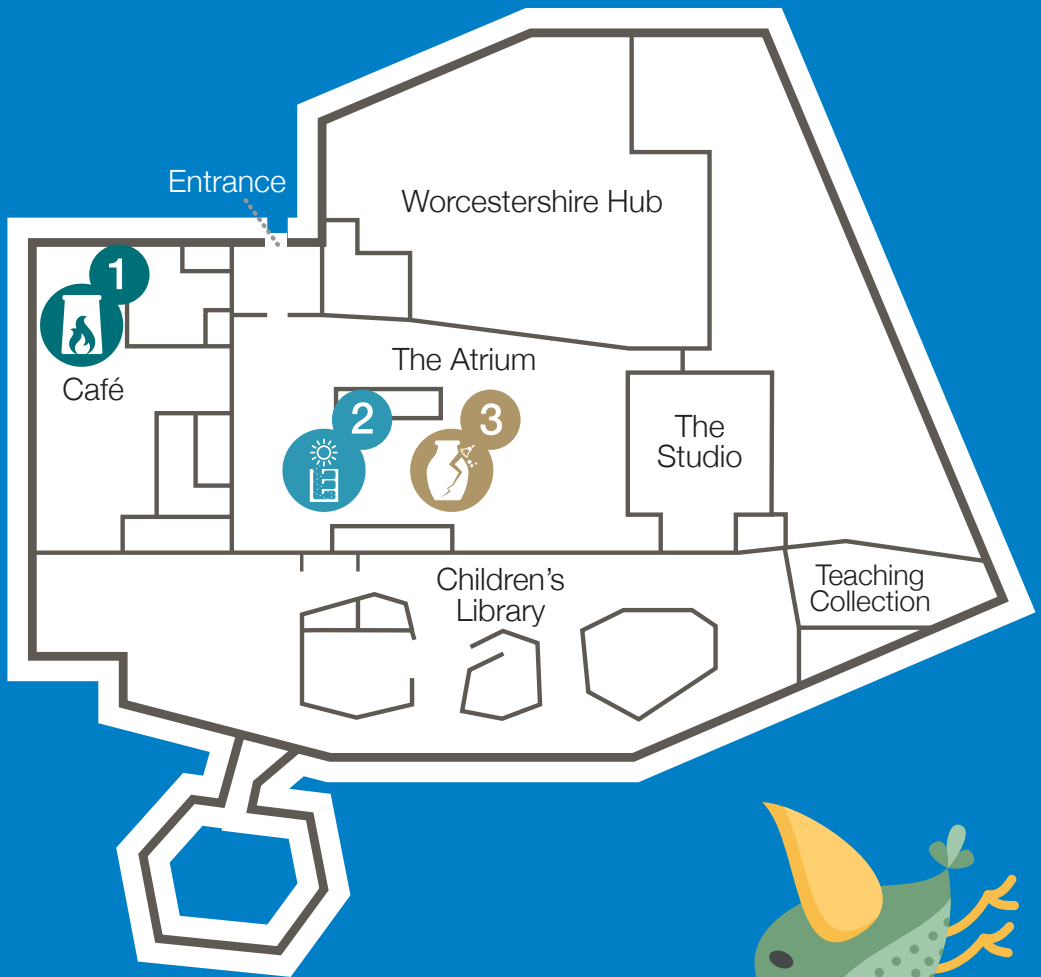 Entrance
Worcestershire Hub
1
Café
The Atrium
2
3
The
Studio
Children's
Library
Teaching
Collection